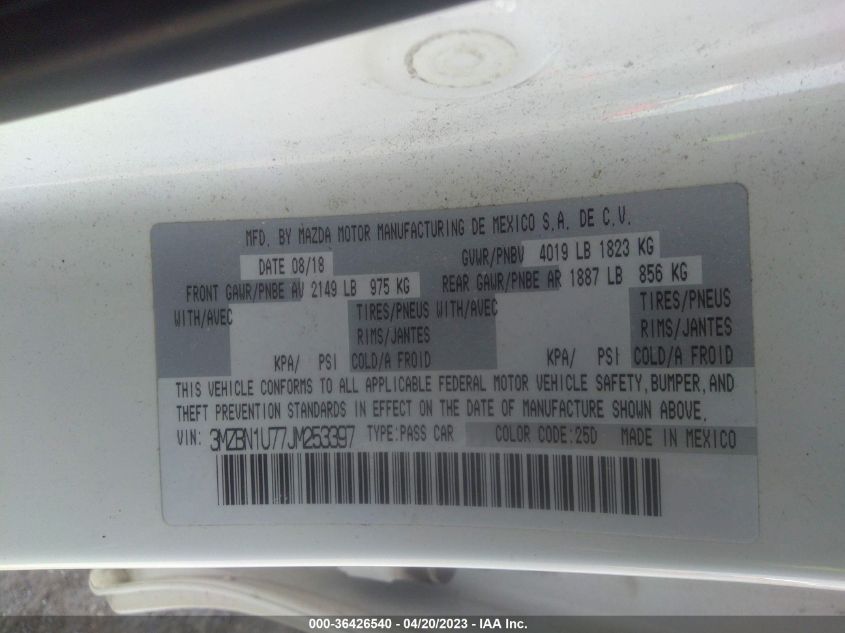 MFD. BY MAZDA MOTOR MANUFACTURING DE MEXICO S.A. DE C.V.
DATE 08/18 GVWR/PNBV 4019 LB 1823 KG
FRONT GAWR/PNBE AV 2149 LB 975 KG REAR GAWR/PNBE AR 1887 LB 856 KG
WITH/AVEC TIRES/PNEUS WITH/AVEC TIRES/PNEUS
RIMS/JANTES RIMS/JANTES
KPA/ PSI COLD/A FROID KPA/ PSI COLD/A FROID
THIS VEHICLE CONFORMS TO ALL APPLICABLE FEDERAL MOTOR VEHICLE SAFETY, BUMPER, AND
THEFT PREVENTION STANDARDS IN EFFECT ON THE DATE OF MANUFACTURE SHOWN ABOVE.
VIN: 3MZBN1U77JM253397 TYPE:PASS CAR COLOR CODE:25D MADE IN MEXICO
000-36426540 - 04/20/2023 - IAA Inc.